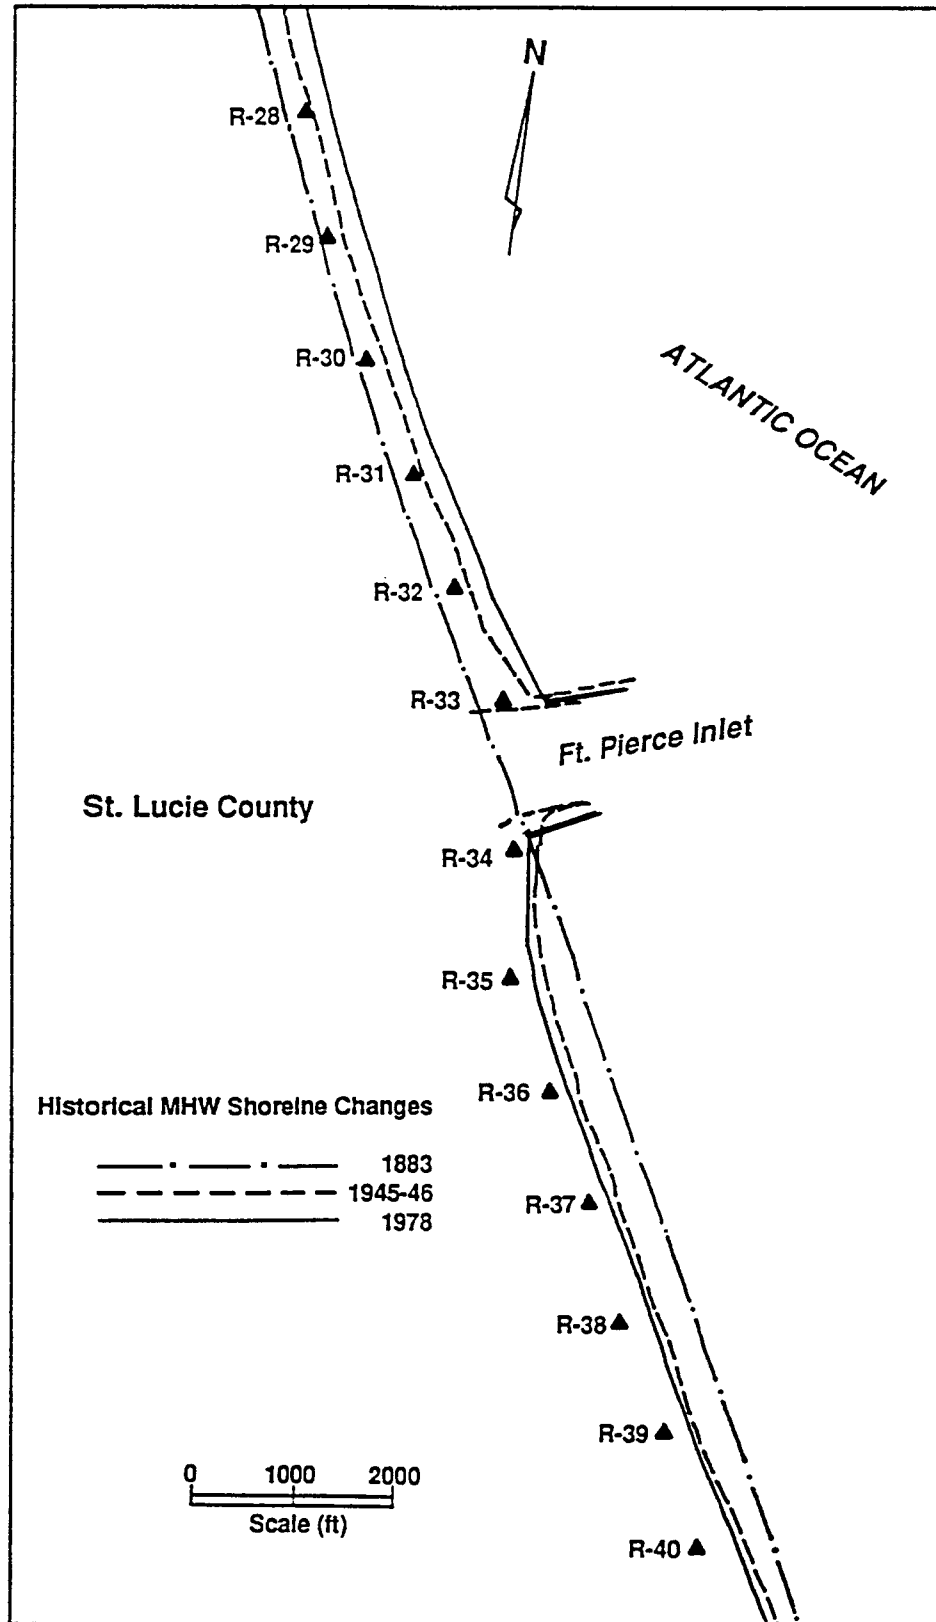 N
R-28
R-29
R-30
ATLANTIC OCEAN
R-31
R-32
R-33
Ft. Pierce Inlet
St. Lucie County
R-34
R-35
R-36
Historical MHW Shoreine Changes
1883
1945-46
1978
R-37
R-38
R-39
0 1000 2000
Scale (ft)
R-40